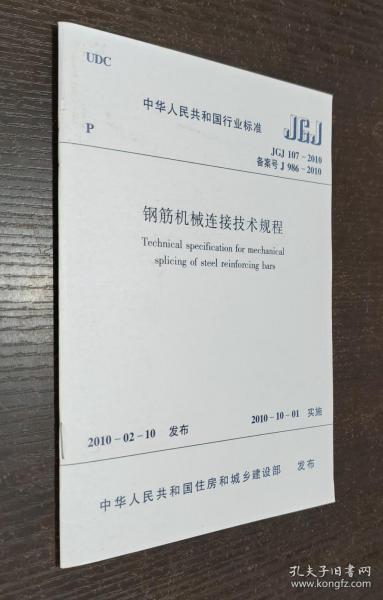 UDC
中华人民共和国行业标准
JGJ
P
JGJ 107-2010
备案号 J 986-2010
钢筋机械连接技术规程
Technical specification for mechanical
splicing of steel reinforcing bars
2010-02-10 发布
2010-10-01 实施
中华人民共和国住房和城乡建设部 发布
孔夫子旧书网
www.kongfz.com